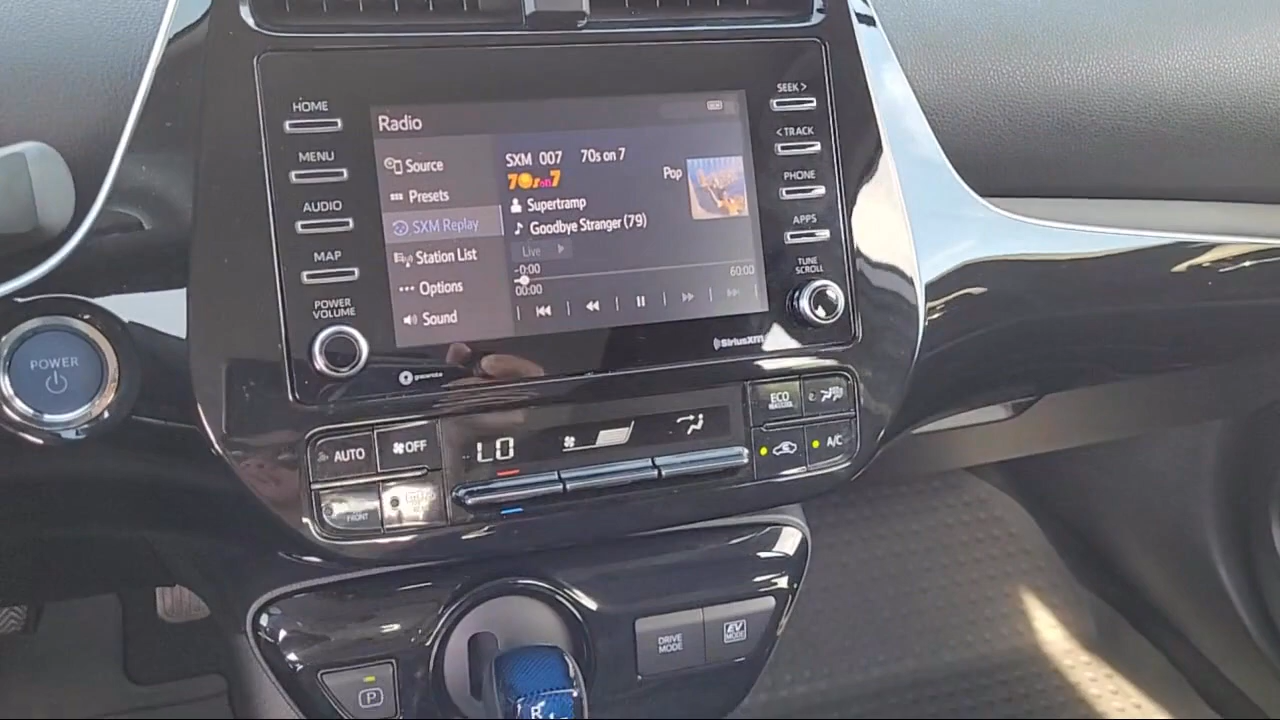 HOME
MENU
AUDIO
MAP
POWER
VOLUME
Radio
Source
Presets
SXM Replay
Station List
Options
Sound
SXM 007 70s on 7
70s on 7
Pop
Supertramp
Goodbye Stranger (79)
Live
-0:00
60:00
00:00
SEEK >
< TRACK
PHONE
APPS
TUNE
SCROLL
gracenote
SiriusXM
POWER
AUTO
OFF
FRONT
LO
ECO
A/C
DRIVE
MODE
EV
MODE
P
R